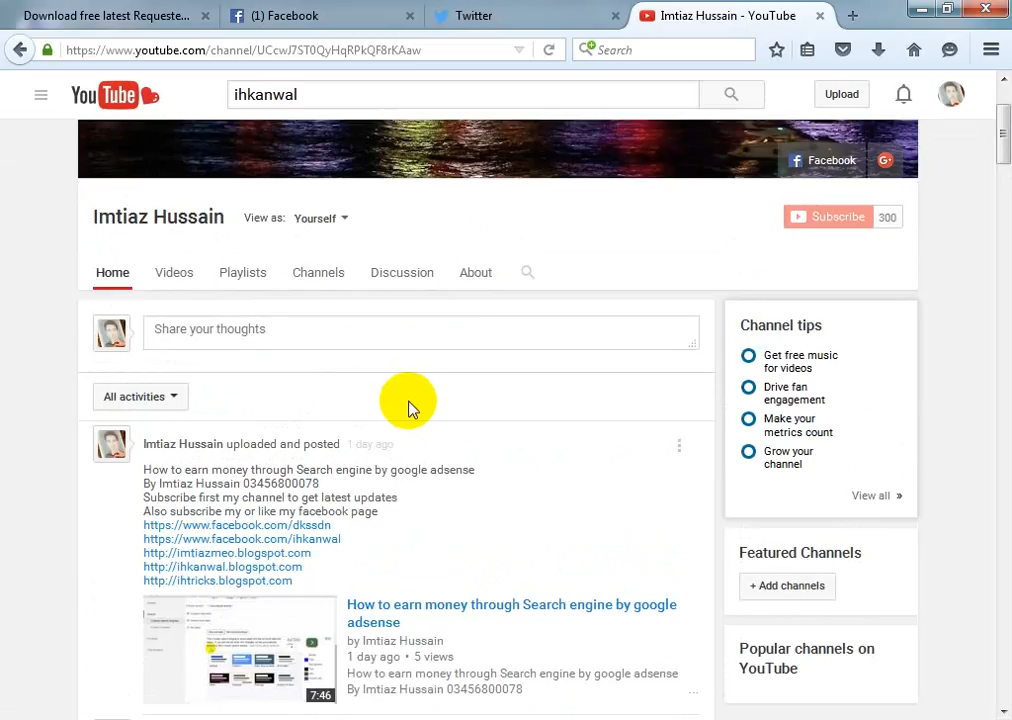 Download free latest Requeste...
(1) Facebook
Twitter
Imtiaz Hussain - YouTube
https://www.youtube.com/channel/UCcwJ7ST0QyHqRPkQF8rKAaw
Search
YouTube
ihkanwal
Upload
Facebook
G+
Imtiaz Hussain
View as: Yourself
Subscribe 300
Home Videos Playlists Channels Discussion About
Share your thoughts
Channel tips
Get free music
for videos
Drive fan
engagement
Make your
metrics count
Grow your
channel
View all »
All activities
Imtiaz Hussain uploaded and posted 1 day ago
How to earn money through Search engine by google adsense
By Imtiaz Hussain 03456800078
Subscribe first my channel to get latest updates
Also subscribe my or like my facebook page
https://www.facebook.com/dkssdn
https://www.facebook.com/ihkanwal
http://imtiazmeo.blogspot.com
http://ihkanwal.blogspot.com
http://ihtricks.blogspot.com
Featured Channels
+ Add channels
How to earn money through Search engine by google
adsense
by Imtiaz Hussain
1 day ago • 5 views
How to earn money through Search engine by google adsense
By Imtiaz Hussain 03456800078
...
7:46
Popular channels on
YouTube